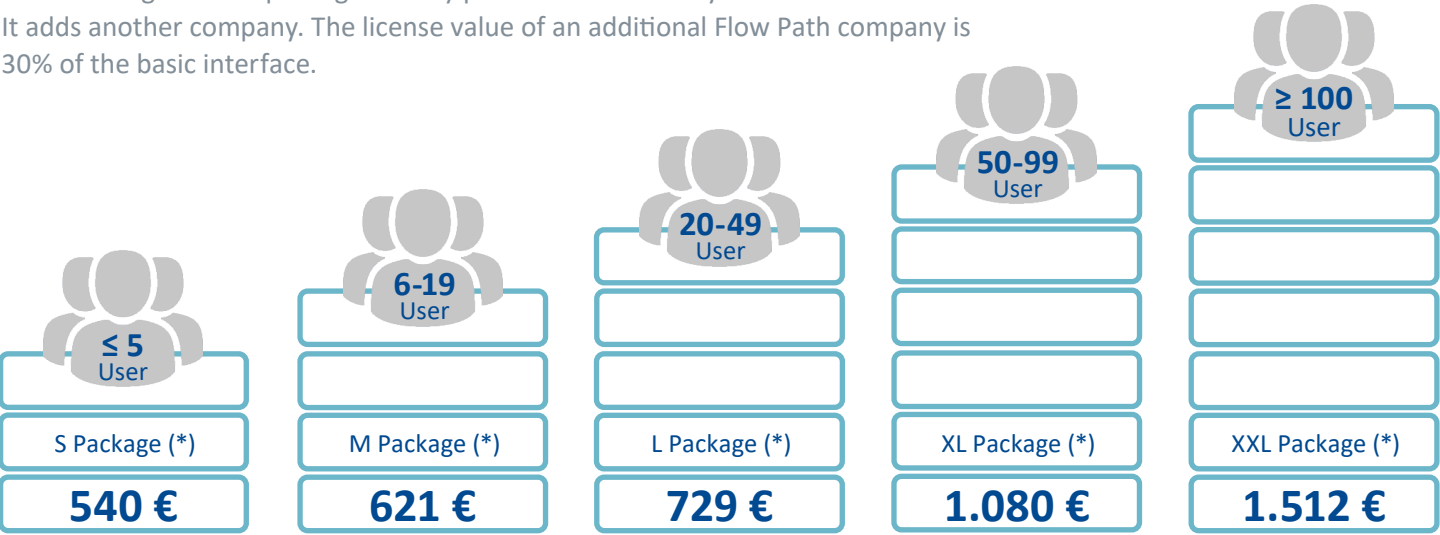 It adds another company. The license value of an additional Flow Path company is
30% of the basic interface.
≤ 5
User
6-19
User
20-49
User
50-99
User
≥ 100
User
S Package (*)
M Package (*)
L Package (*)
XL Package (*)
XXL Package (*)
540 €
621 €
729 €
1.080 €
1.512 €